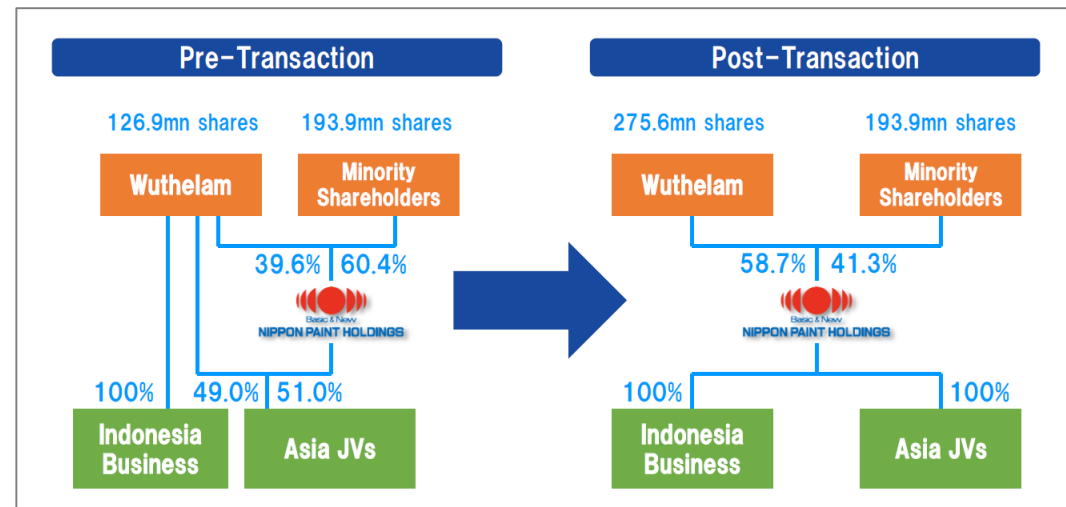 Pre-Transaction
Post-Transaction
126.9mn shares
193.9mn shares
275.6mn shares
193.9mn shares
Wuthelam
Minority
Shareholders
Wuthelam
Minority
Shareholders
39.6%
60.4%
58.7%
41.3%
Basic & New
NIPPON PAINT HOLDINGS
Basic & New
NIPPON PAINT HOLDINGS
100%
49.0%
51.0%
100%
100%
Indonesia
Business
Asia JVs
Indonesia
Business
Asia JVs